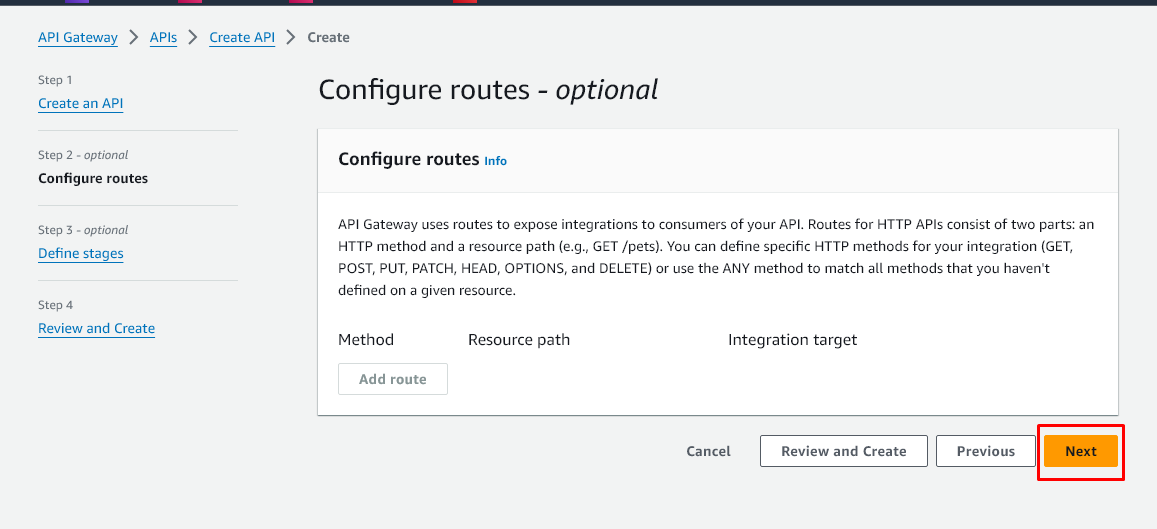 API Gateway > APIs > Create API > Create
Step 1
Create an API
Step 2 - optional
Configure routes
Step 3 - optional
Define stages
Step 4
Review and Create
Configure routes - optional
Configure routes Info
API Gateway uses routes to expose integrations to consumers of your API. Routes for HTTP APIs consist of two parts: an
HTTP method and a resource path (e.g., GET /pets). You can define specific HTTP methods for your integration (GET,
POST, PUT, PATCH, HEAD, OPTIONS, and DELETE) or use the ANY method to match all methods that you haven't
defined on a given resource.
Method Resource path Integration target
Add route
Cancel Review and Create Previous Next